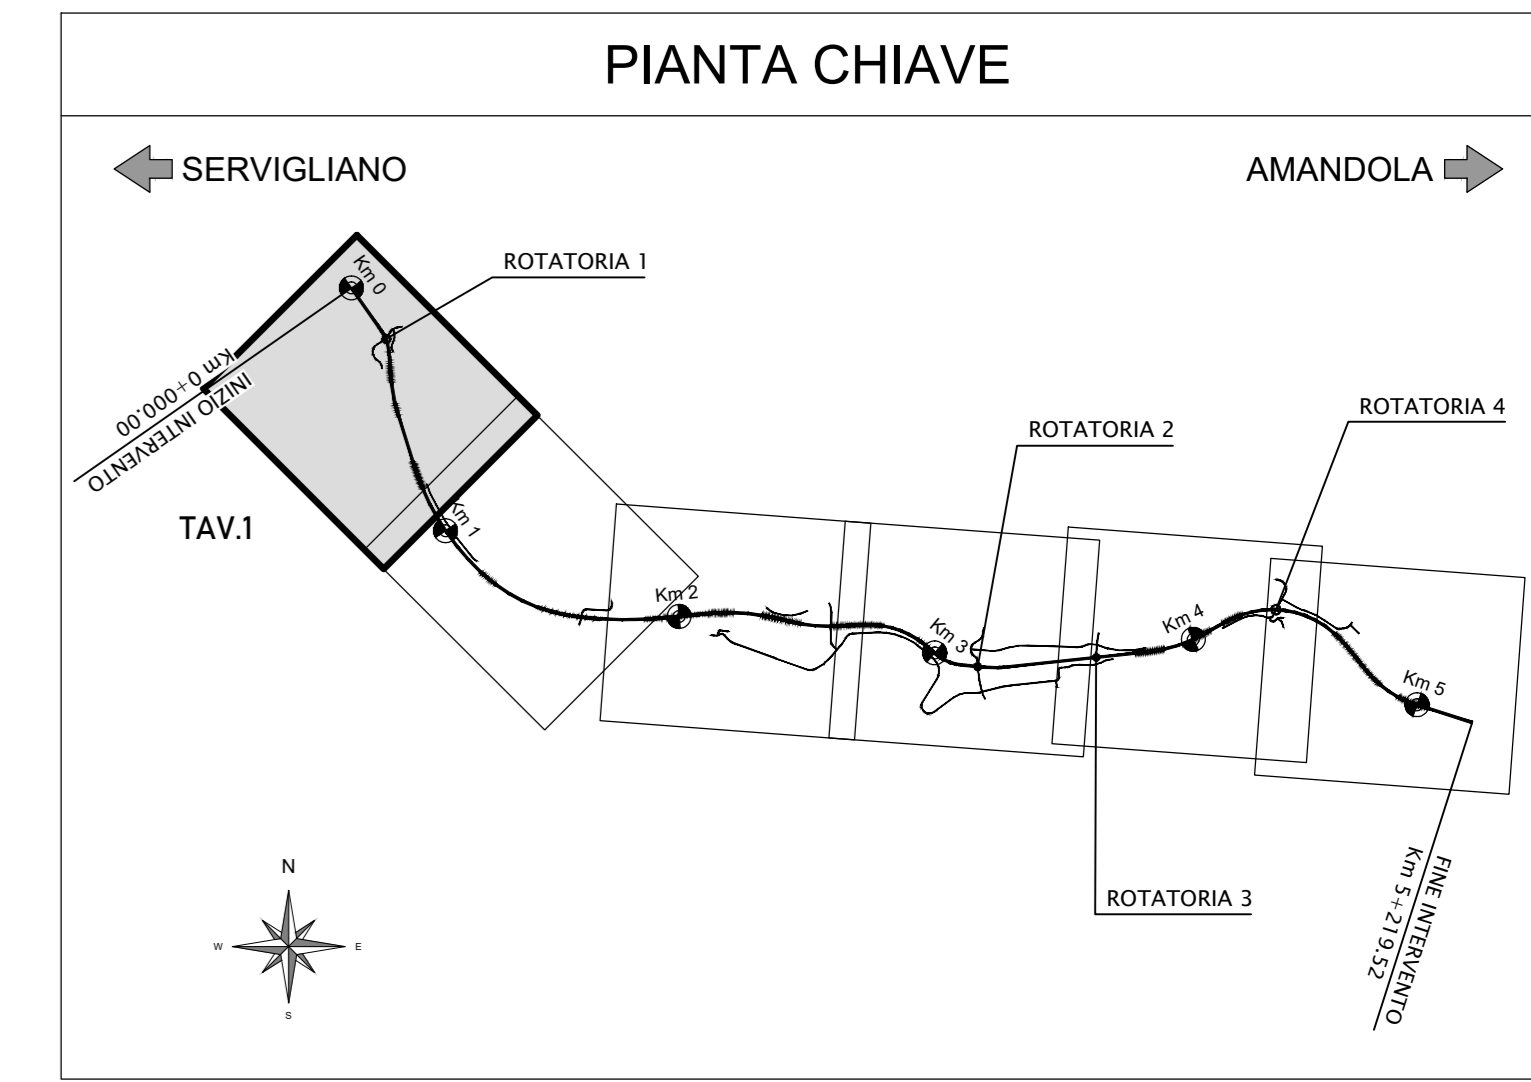 PIANTA CHIAVE
SERVIGLIANO
AMANDOLA
ROTATORIA 1
Km 0
Km 0+000.00
INIZIO INTERVENTO
TAV.1
Km 1
ROTATORIA 2
ROTATORIA 4
Km 2
Km 3
Km 4
Km 5
ROTATORIA 3
FINE INTERVENTO
Km 5+219.52
N
W
E
S